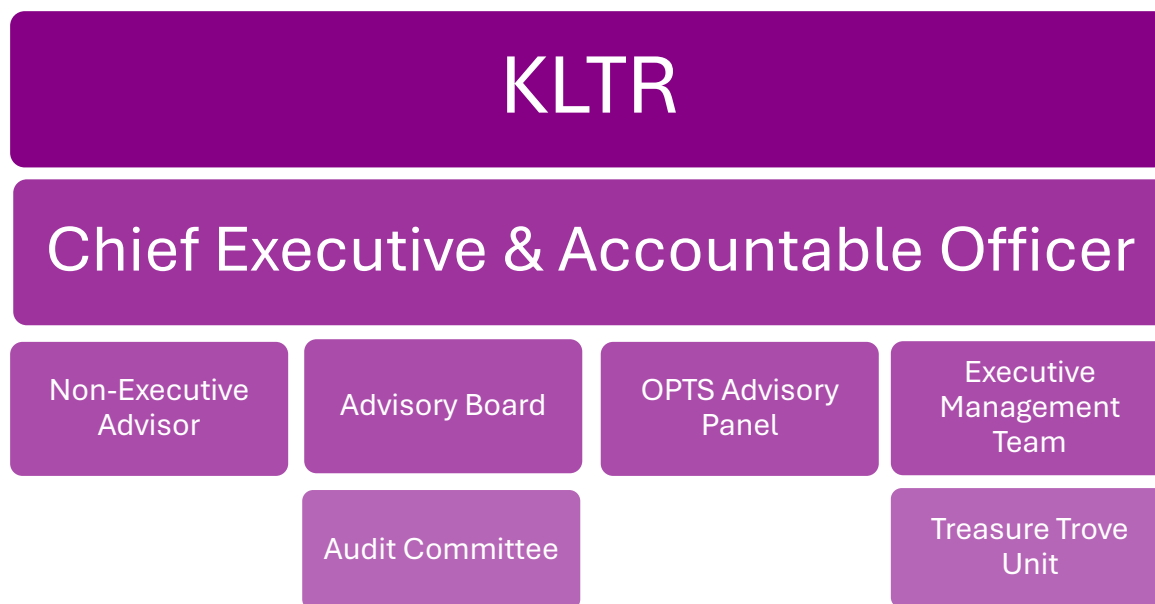 KLTR
Chief Executive & Accountable Officer
Non-Executive
Advisor
Advisory Board
OPTS Advisory
Panel
Executive
Management
Team
Audit Committee
Treasure Trove
Unit